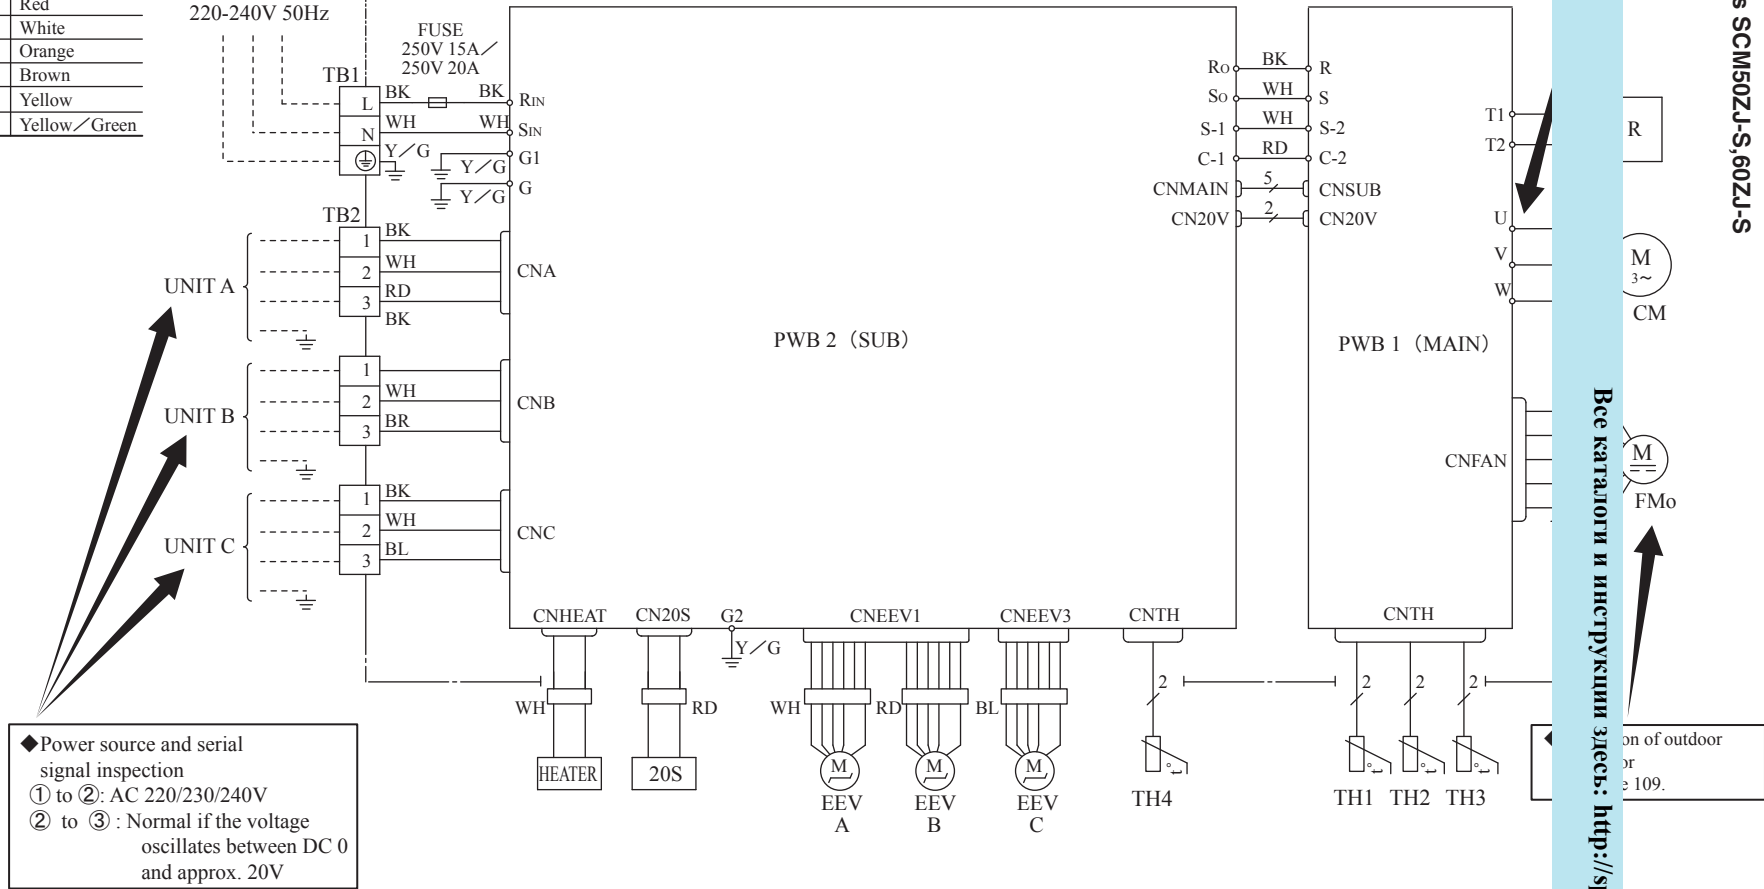 Red
White
Orange
Brown
Yellow
Yellow／Green
220-240V 50Hz
FUSE
250V 15A／
250V 20A
TB1
L
N
BK
BK
WH
WH
Y／G
RIN
SIN
G1
Y／G
G
Y／G
TB2
UNIT A
1
2
3
BK
WH
RD
BK
CNA
UNIT B
1
2
3
WH
BR
CNB
UNIT C
1
2
3
BK
WH
BL
CNC
PWB 2（SUB）
RO
BK
R
SO
WH
S
S-1
WH
S-2
C-1
RD
C-2
CNMAIN
5
CNSUB
CN20V
2
CN20V
PWB 1（MAIN）
T1
T2
R
U
V
W
M
3~
CM
CNFAN
M
FMo
CNHEAT
CN20S
G2
Y／G
CNEEV1
CNEEV3
CNTH
CNTH
WH
RD
WH
RD
BL
2
2
2
2
HEATER
20S
M
EEV
A
M
EEV
B
M
EEV
C
t°
TH4
t°
TH1
t°
TH2
t°
TH3
◆Power source and serial
signal inspection
① to ②: AC 220/230/240V
② to ③ : Normal if the voltage
oscillates between DC 0
and approx. 20V
on of outdoor
or
109.
s SCM50ZJ-S,60ZJ-S
Все каталоги и инструкции здесь: http://sp